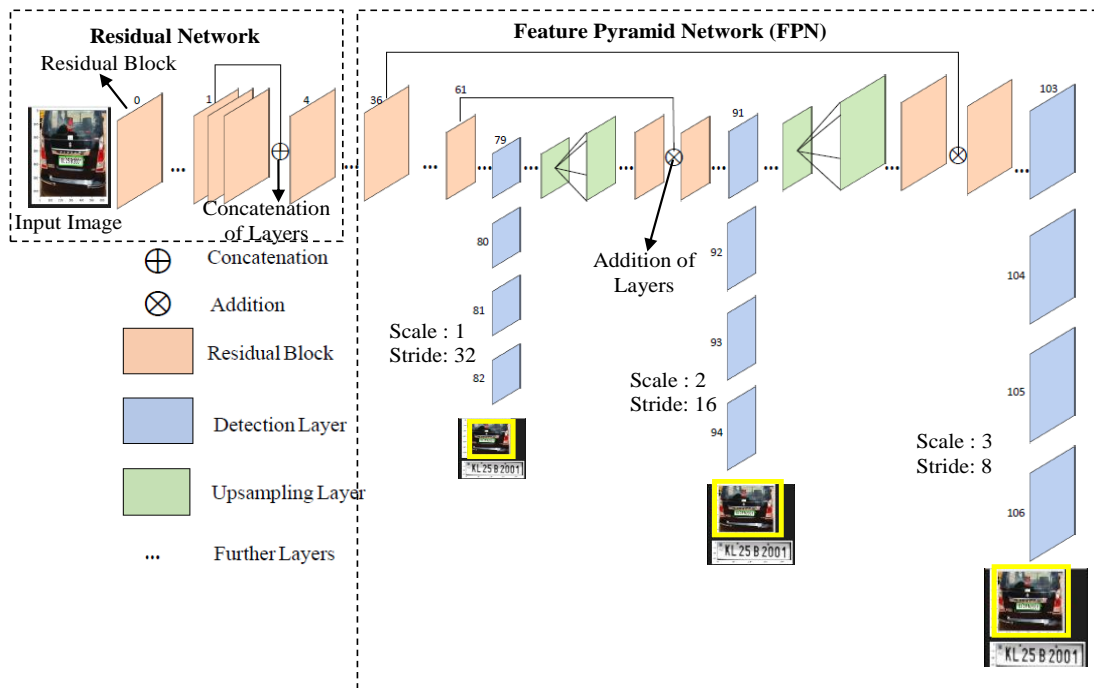 Residual Network
Residual Block
0
1
4
Input Image
Concatenation
of Layers
Feature Pyramid Network (FPN)
36
61
79
91
103
...
80
81
82
Scale : 1
Stride: 32
KL 25 B 2001
Addition of
Layers
92
93
94
Scale : 2
Stride: 16
KL 25 B 2001
104
105
106
Scale : 3
Stride: 8
KL 25 B 2001
Concatenation
Addition
Residual Block
Detection Layer
Upsampling Layer
... Further Layers